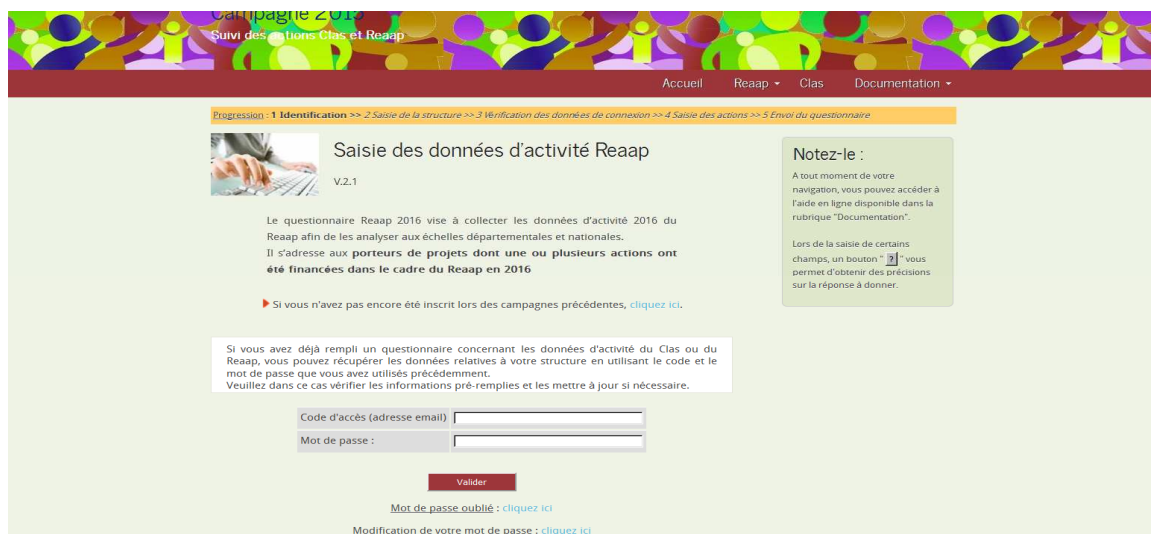 Campagne 2015
Suivi des actions Clas et Reaap
Accueil Reaap Clas Documentation
Progression : 1 Identification >> 2 Saisie de la structure >> 3 Vérification des données de connexion >> 4 Saisie des actions >> 5 Envoi du questionnaire
Saisie des données d'activité Reaap
V.2.1
Le questionnaire Reaap 2016 vise à collecter les données d'activité 2016 du
Reaap afin de les analyser aux échelles départementales et nationales.
Il s'adresse aux porteurs de projets dont une ou plusieurs actions ont
été financées dans le cadre du Reaap en 2016
Si vous n'avez pas encore été inscrit lors des campagnes précédentes, cliquez ici.
Notez-le :
A tout moment de votre
navigation, vous pouvez accéder à
l'aide en ligne disponible dans la
rubrique "Documentation".
Lors de la saisie de certains
champs, un bouton " ? " vous
permet d'obtenir des précisions
sur la réponse à donner.
Si vous avez déjà rempli un questionnaire concernant les données d'activité du Clas ou du
Reaap, vous pouvez récupérer les données relatives à votre structure en utilisant le code et le
mot de passe que vous avez utilisés précédemment.
Veuillez dans ce cas vérifier les informations pré-remplies et les mettre à jour si nécessaire.
Code d'accès (adresse email)
Mot de passe :
Valider
Mot de passe oublié : cliquez ici
Modification de votre mot de passe : cliquez ici